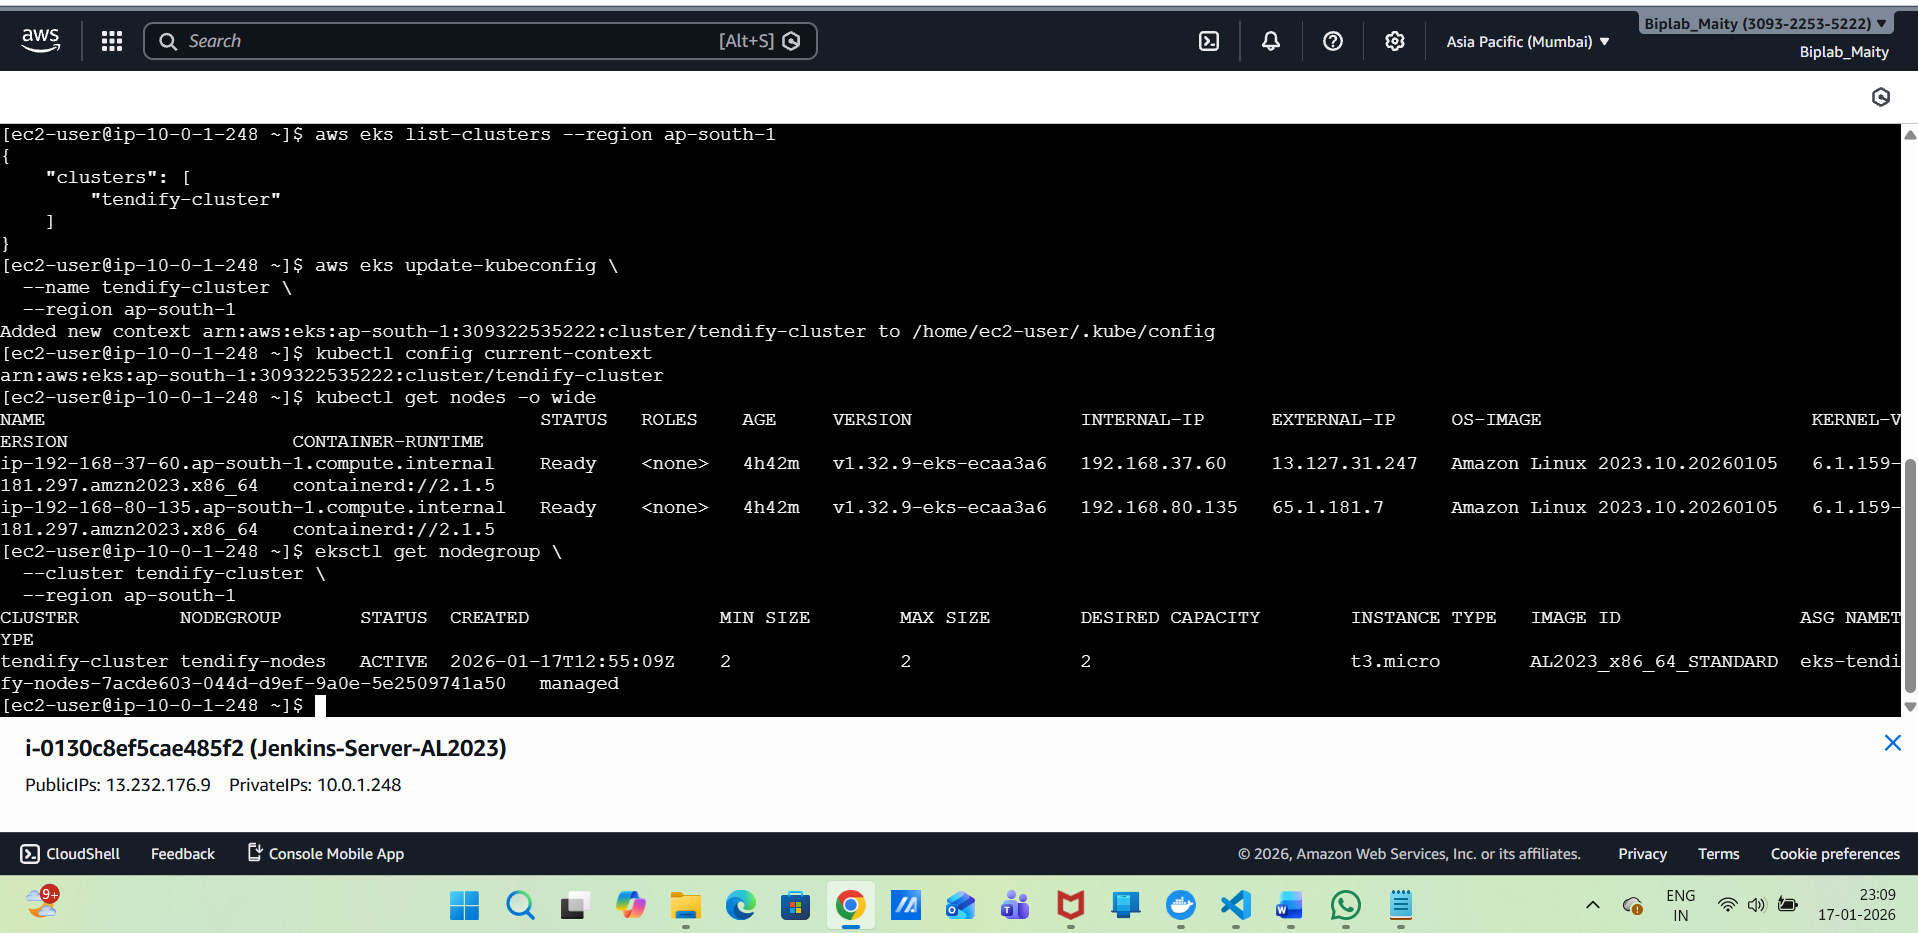 aws
Search [Alt+S]
Asia Pacific (Mumbai) ▼
Biplab_Maity (3093-2253-5222) ▼
Biplab_Maity
[ec2-user@ip-10-0-1-248 ~]$ aws eks list-clusters --region ap-south-1
{
    "clusters": [
        "tendify-cluster"
    ]
}
[ec2-user@ip-10-0-1-248 ~]$ aws eks update-kubeconfig \
  --name tendify-cluster \
  --region ap-south-1
Added new context arn:aws:eks:ap-south-1:309322535222:cluster/tendify-cluster to /home/ec2-user/.kube/config
[ec2-user@ip-10-0-1-248 ~]$ kubectl config current-context
arn:aws:eks:ap-south-1:309322535222:cluster/tendify-cluster
[ec2-user@ip-10-0-1-248 ~]$ kubectl get nodes -o wide
NAME STATUS ROLES AGE VERSION INTERNAL-IP EXTERNAL-IP OS-IMAGE KERNEL-V
ERSION CONTAINER-RUNTIME
ip-192-168-37-60.ap-south-1.compute.internal Ready <none> 4h42m v1.32.9-eks-ecaa3a6 192.168.37.60 13.127.31.247 Amazon Linux 2023.10.20260105 6.1.159-
181.297.amzn2023.x86_64 containerd://2.1.5
ip-192-168-80-135.ap-south-1.compute.internal Ready <none> 4h42m v1.32.9-eks-ecaa3a6 192.168.80.135 65.1.181.7 Amazon Linux 2023.10.20260105 6.1.159-
181.297.amzn2023.x86_64 containerd://2.1.5
[ec2-user@ip-10-0-1-248 ~]$ eksctl get nodegroup \
  --cluster tendify-cluster \
  --region ap-south-1
CLUSTER NODEGROUP STATUS CREATED MIN SIZE MAX SIZE DESIRED CAPACITY INSTANCE TYPE IMAGE ID ASG NAMET
YPE
tendify-cluster tendify-nodes ACTIVE 2026-01-17T12:55:09Z 2 2 2 t3.micro AL2023_x86_64_STANDARD eks-tendi
fy-nodes-7acde603-044d-d9ef-9a0e-5e2509741a50 managed
[ec2-user@ip-10-0-1-248 ~]$
i-0130c8ef5cae485f2 (Jenkins-Server-AL2023)
PublicIPs: 13.232.176.9 PrivateIPs: 10.0.1.248
CloudShell Feedback Console Mobile App © 2026, Amazon Web Services, Inc. or its affiliates. Privacy Terms Cookie preferences
9+
ENG
IN
23:09
17-01-2026